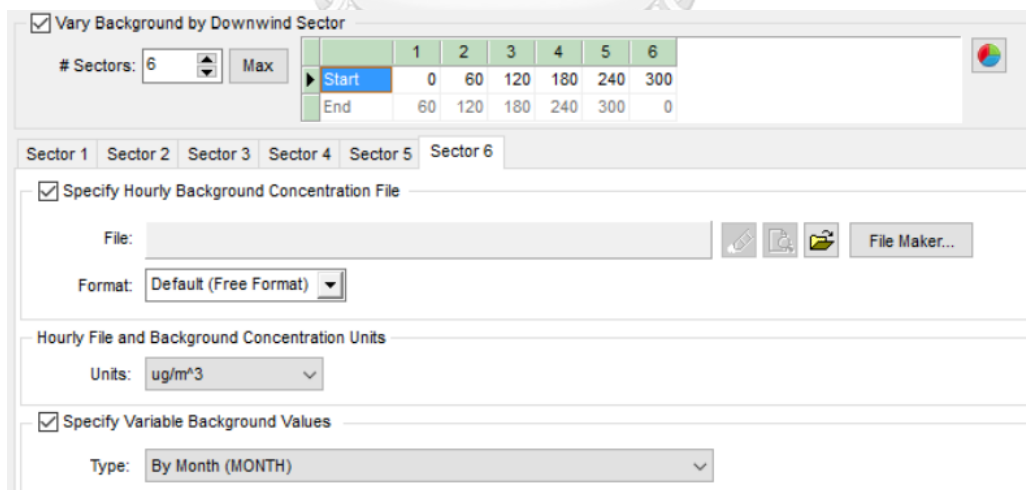 Vary Background by Downwind Sector
# Sectors: 6 Max
1 2 3 4 5 6
Start 0 60 120 180 240 300
End 60 120 180 240 300 0
Sector 1 Sector 2 Sector 3 Sector 4 Sector 5 Sector 6
Specify Hourly Background Concentration File
File: File Maker...
Format: Default (Free Format)
Hourly File and Background Concentration Units
Units: ug/m^3
Specify Variable Background Values
Type: By Month (MONTH)